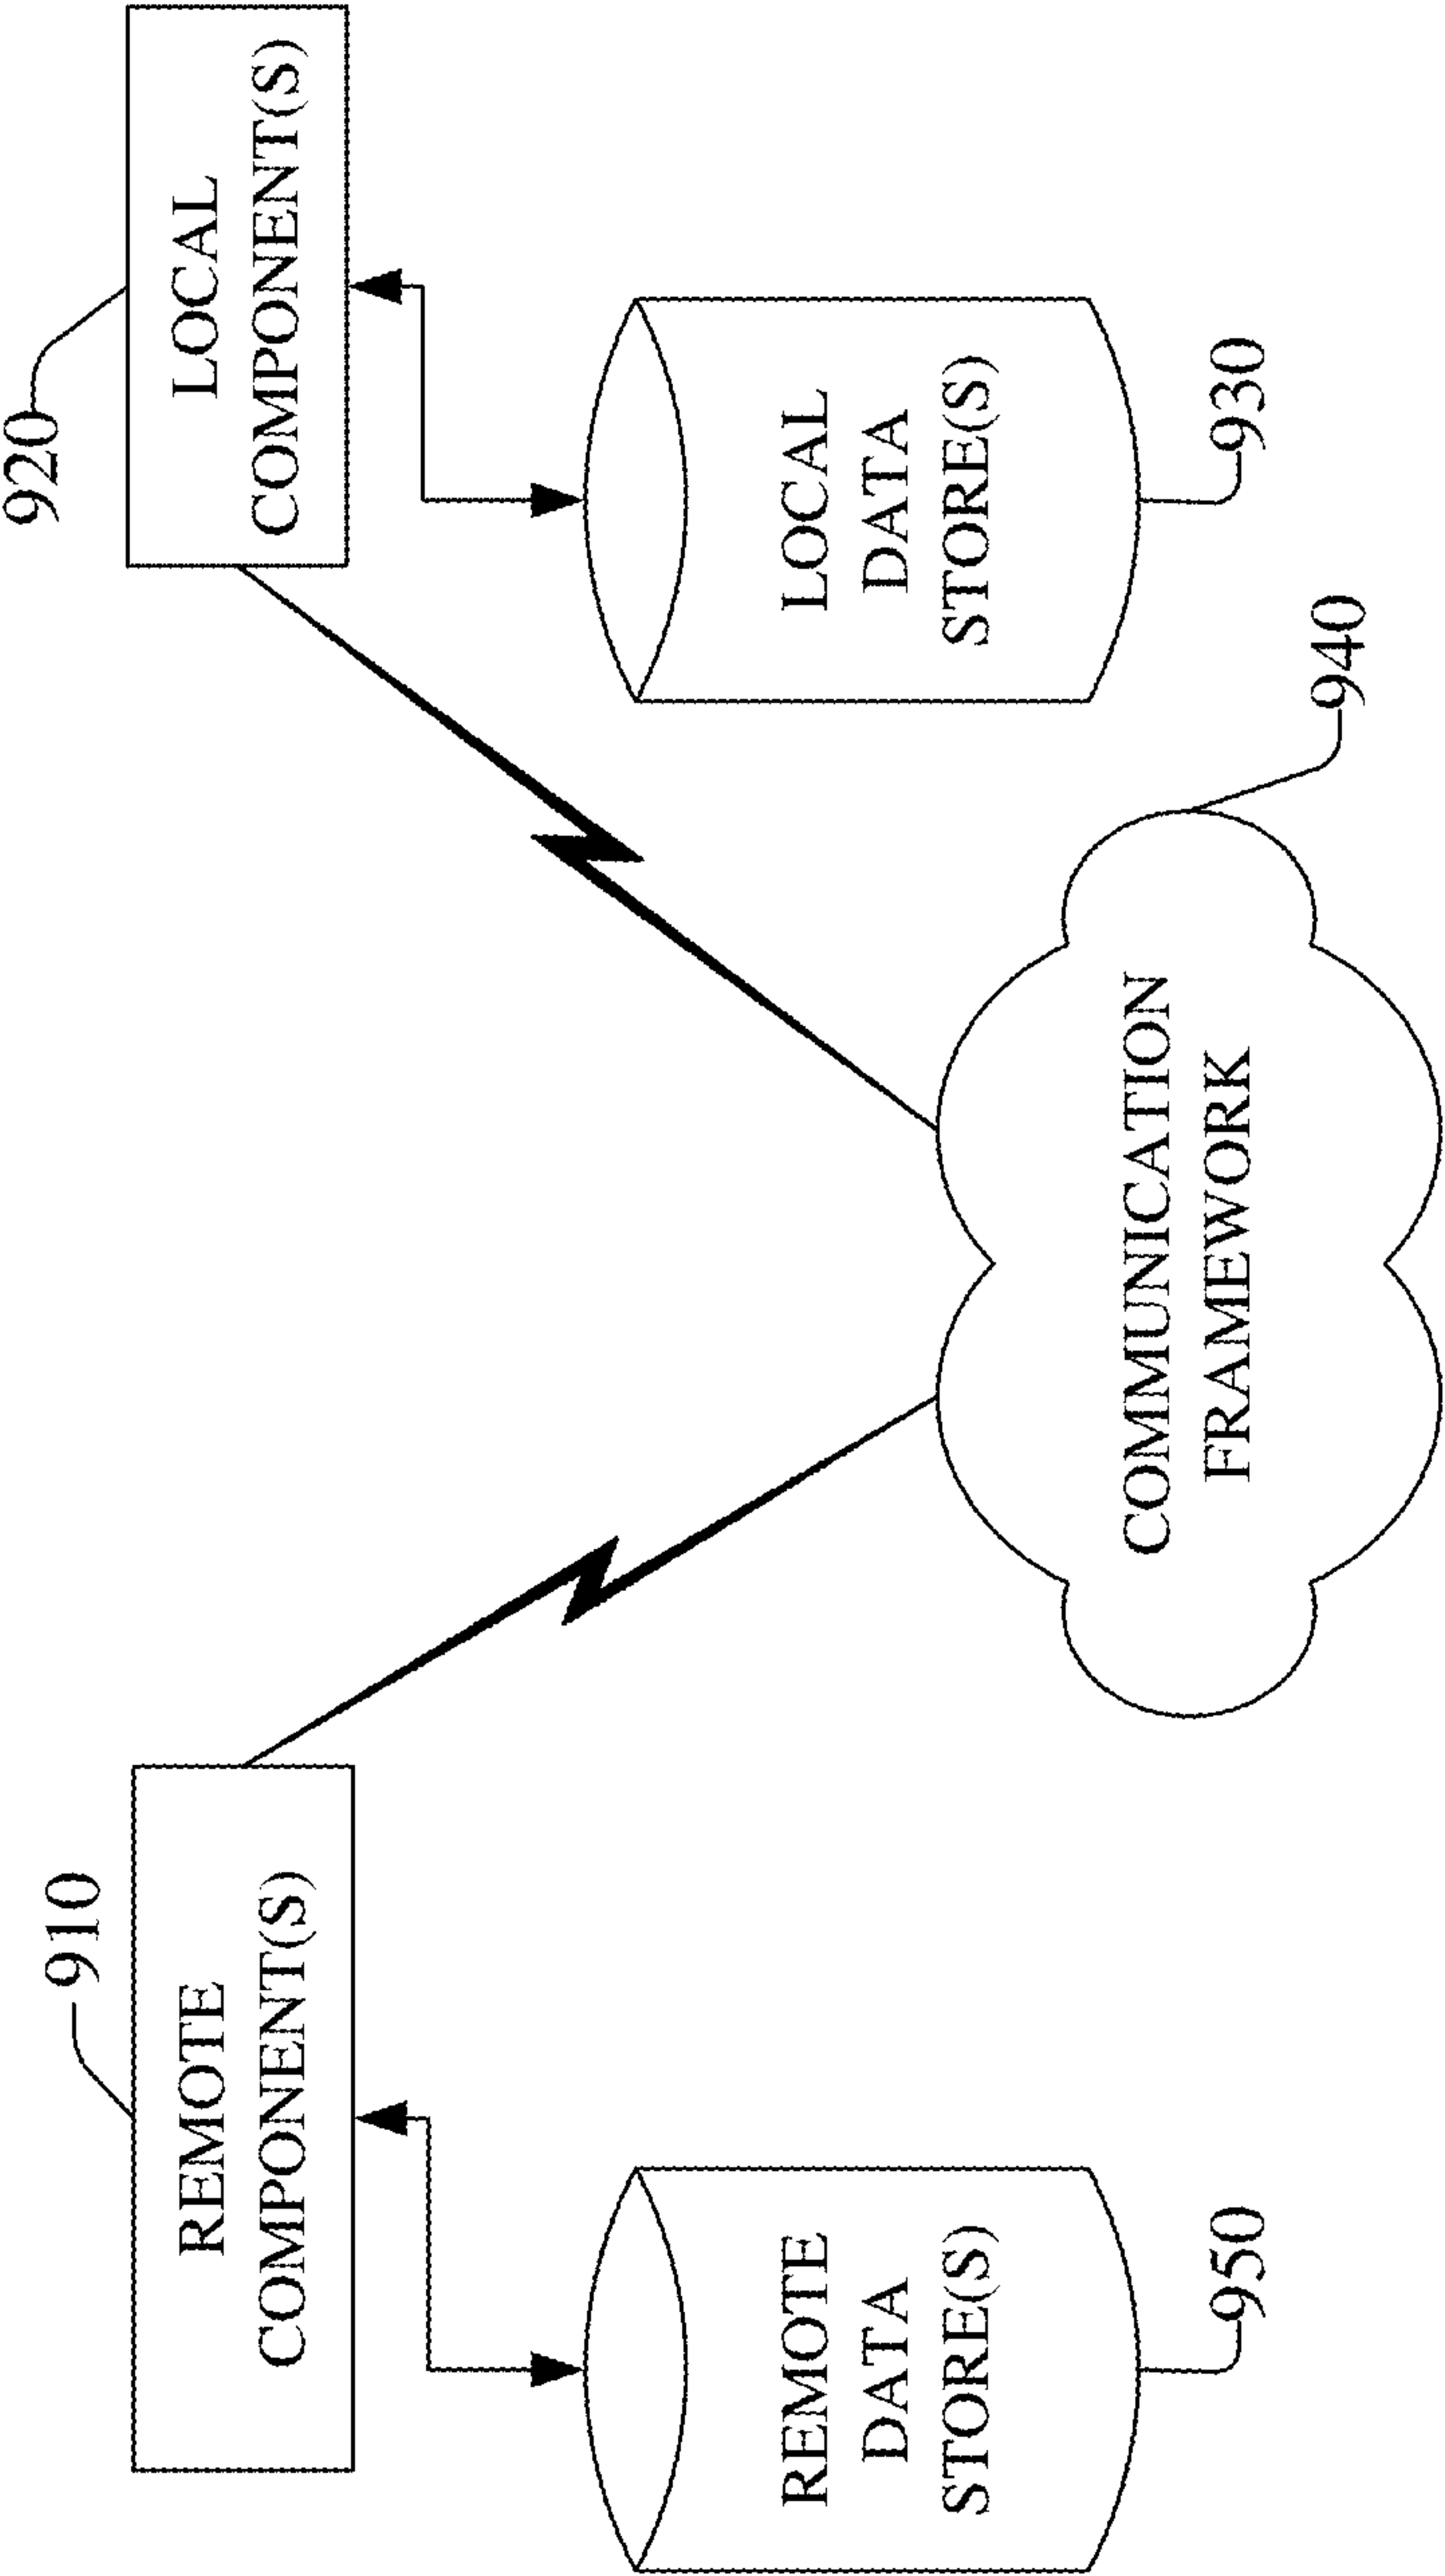 910
REMOTE
COMPONENT(S)
920
LOCAL
COMPONENT(S)
REMOTE
DATA
STORE(S)
950
COMMUNICATION
FRAMEWORK
940
LOCAL
DATA
STORE(S)
930